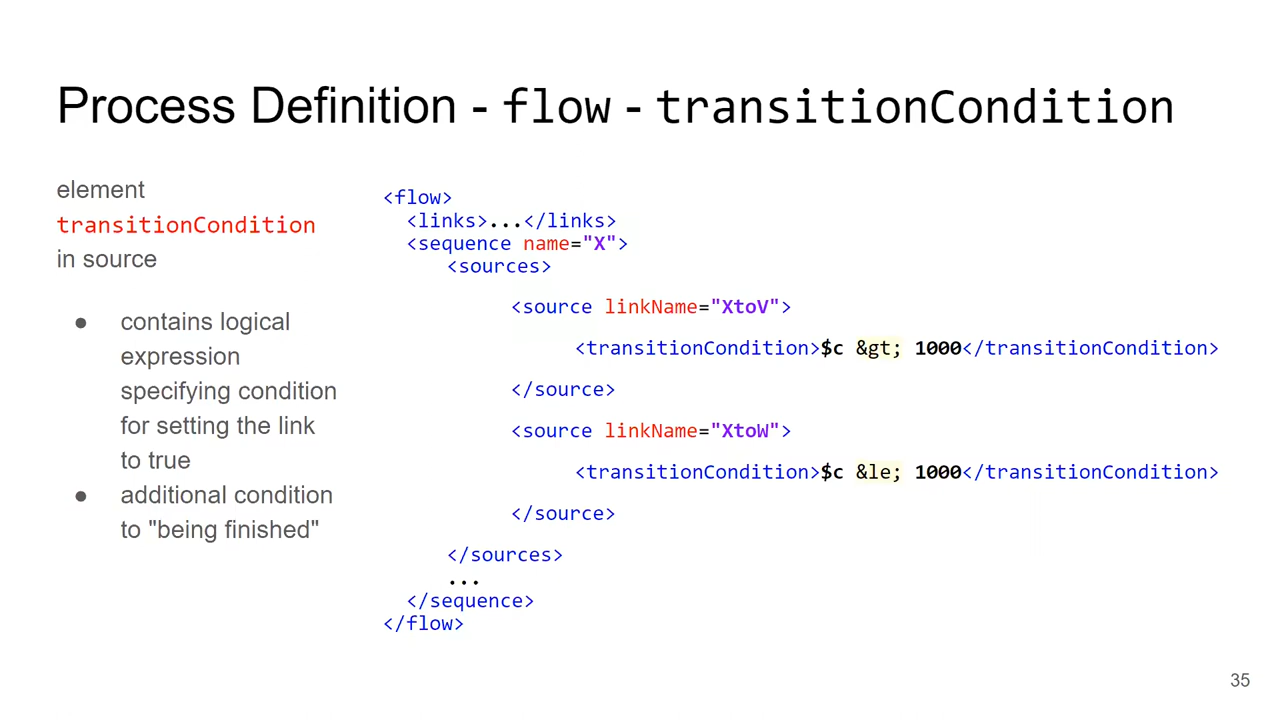 Process Definition - flow - transitionCondition
element
transitionCondition
in source
● contains logical
expression
specifying condition
for setting the link
to true
● additional condition
to "being finished"
<flow>
<links>...</links>
<sequence name="X">
<sources>
<source linkName="XtoV">
<transitionCondition>$c &gt; 1000</transitionCondition>
</source>
<source linkName="XtoW">
<transitionCondition>$c &le; 1000</transitionCondition>
</source>
</sources>
...
</sequence>
</flow>
35